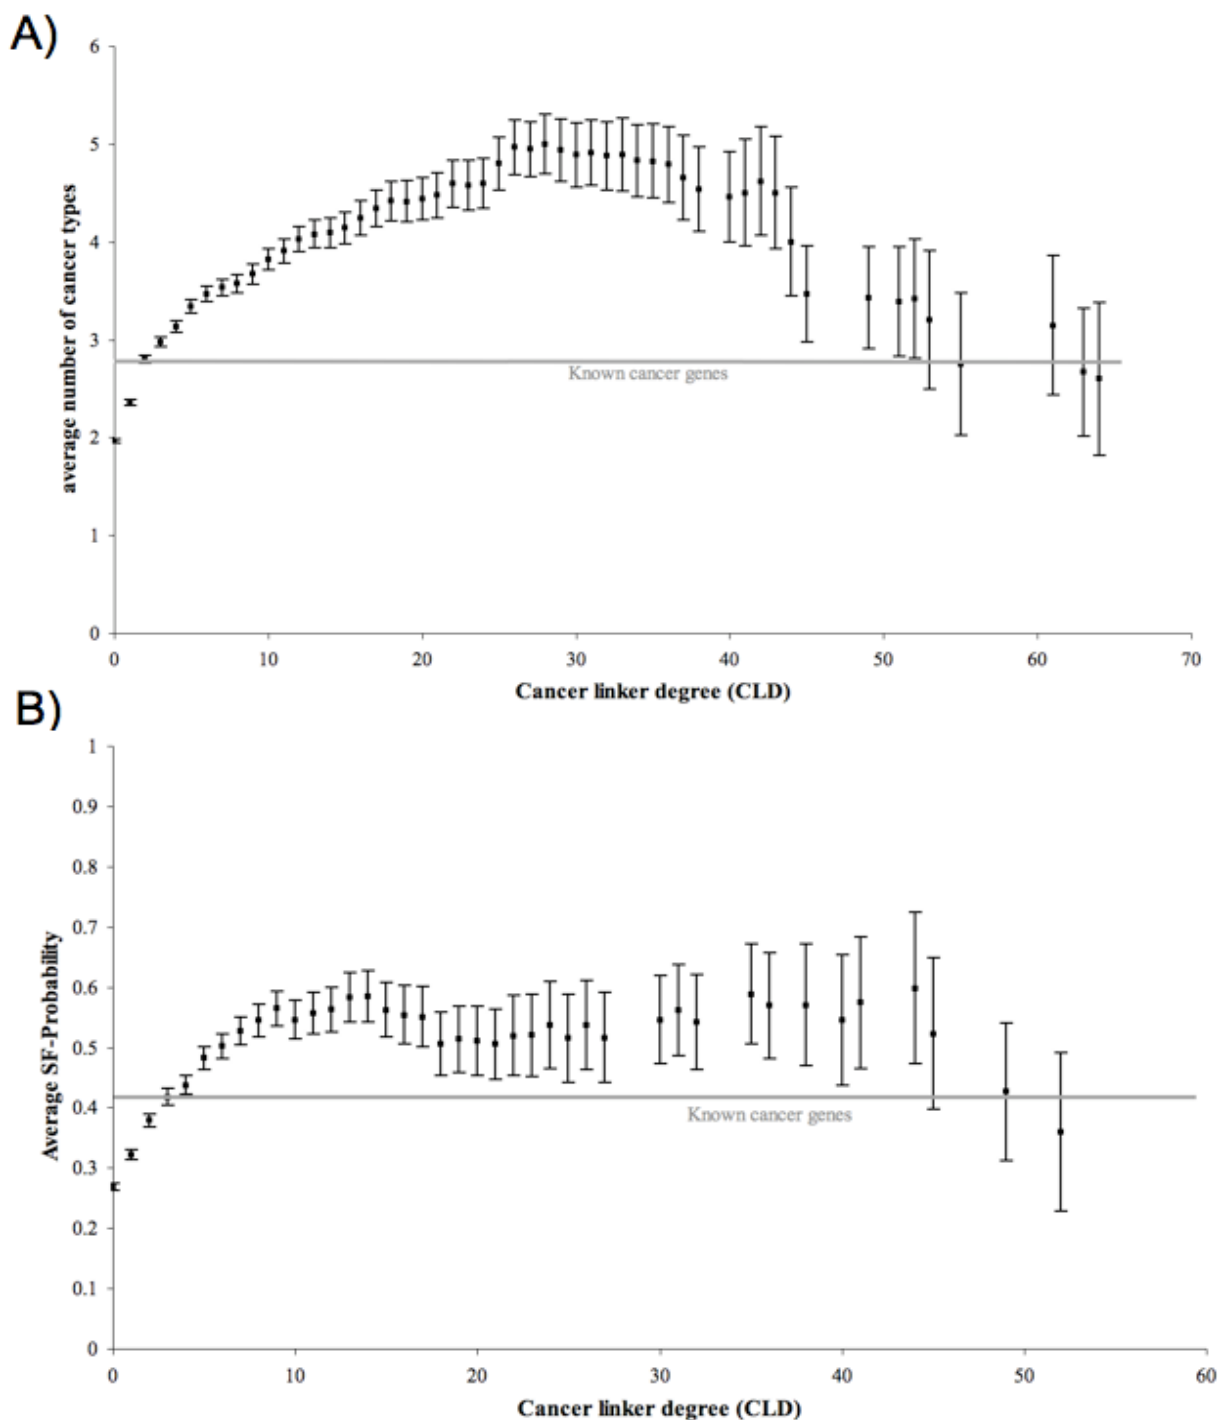 A)
average number of cancer types
6
5
4
3
2
1
0
Known cancer genes
0 10 20 30 40 50 60 70
Cancer linker degree (CLD)
B)
Average SF-Probability
1
0.9
0.8
0.7
0.6
0.5
0.4
0.3
0.2
0.1
0
Known cancer genes
0 10 20 30 40 50 60
Cancer linker degree (CLD)